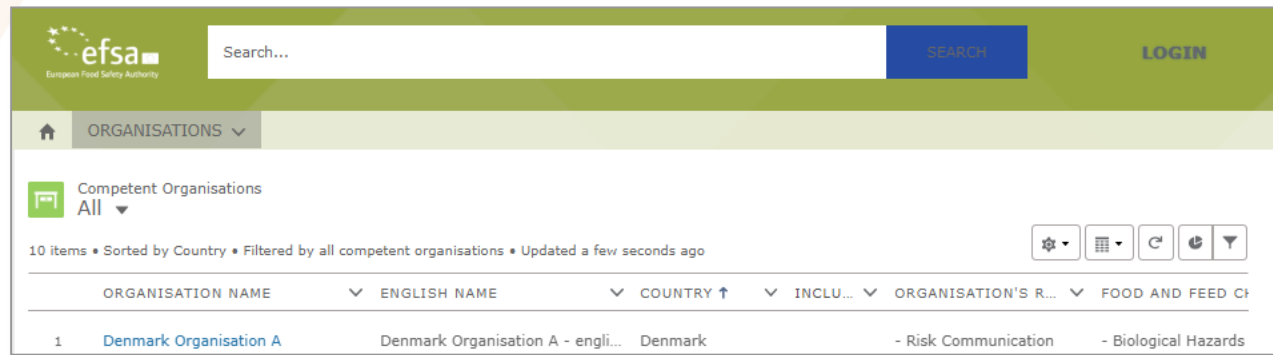 efsa
European Food Safety Authority
Search...
SEARCH
LOGIN
ORGANISATIONS
Competent Organisations
All
10 items • Sorted by Country • Filtered by all competent organisations • Updated a few seconds ago
ORGANISATION NAME ENGLISH NAME COUNTRY INCLU... ORGANISATION'S R... FOOD AND FEED CH
1 Denmark Organisation A Denmark Organisation A - engli... Denmark - Risk Communication - Biological Hazards